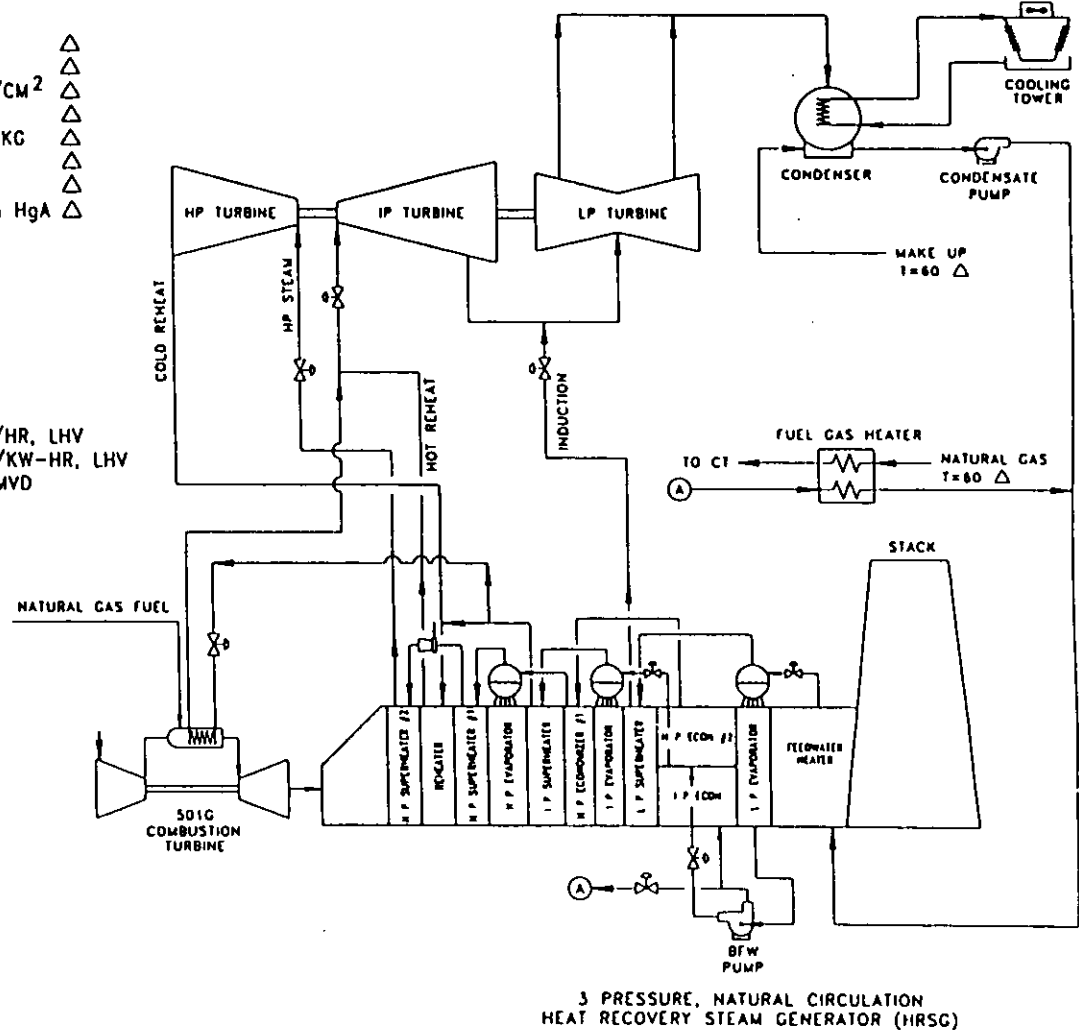 /CM2
KG
HgA
COOLING
TOWER
CONDENSER
CONDENSATE
PUMP
HP TURBINE
IP TURBINE
LP TURBINE
MAKE UP
T=60
COLD REHEAT
HP STEAM
HOT REHEAT
INDUCTION
/HR, LHV
/KW-HR, LHV
MVD
FUEL GAS HEATER
TO CT
NATURAL GAS
T=60
A
STACK
NATURAL GAS FUEL
H P SUPERHEATER #2
REHEATER
H P SUPERHEATER #1
H P EVAPORATOR
I P SUPERHEATER
H P ECONOMIZER #1
I P EVAPORATOR
L P SUPERHEATER
H P ECON #2
I P ECON
L P EVAPORATOR
FEEDWATER
HEATER
501G
COMBUSTION
TURBINE
A
BFW
PUMP
3 PRESSURE, NATURAL CIRCULATION
HEAT RECOVERY STEAM GENERATOR (HRSG)